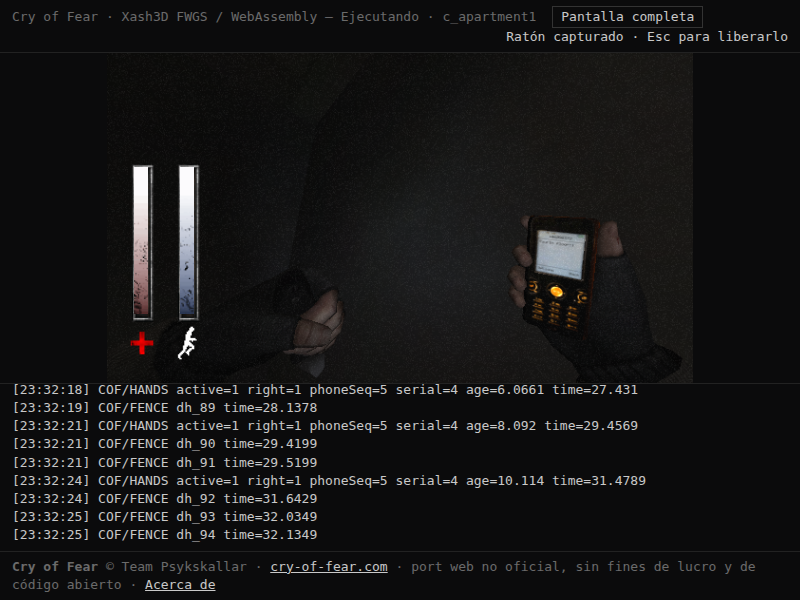 Cry of Fear · Xash3D FWGS / WebAssembly — Ejecutando · c_apartment1
Pantalla completa
Ratón capturado · Esc para liberarlo
[23:32:18] COF/HANDS active=1 right=1 phoneSeq=5 serial=4 age=6.0661 time=27.431
[23:32:19] COF/FENCE dh_89 time=28.1378
[23:32:21] COF/HANDS active=1 right=1 phoneSeq=5 serial=4 age=8.092 time=29.4569
[23:32:21] COF/FENCE dh_90 time=29.4199
[23:32:21] COF/FENCE dh_91 time=29.5199
[23:32:24] COF/HANDS active=1 right=1 phoneSeq=5 serial=4 age=10.114 time=31.4789
[23:32:24] COF/FENCE dh_92 time=31.6429
[23:32:25] COF/FENCE dh_93 time=32.0349
[23:32:25] COF/FENCE dh_94 time=32.1349
Cry of Fear © Team Psykskallar · cry-of-fear.com · port web no oficial, sin fines de lucro y de
código abierto · Acerca de